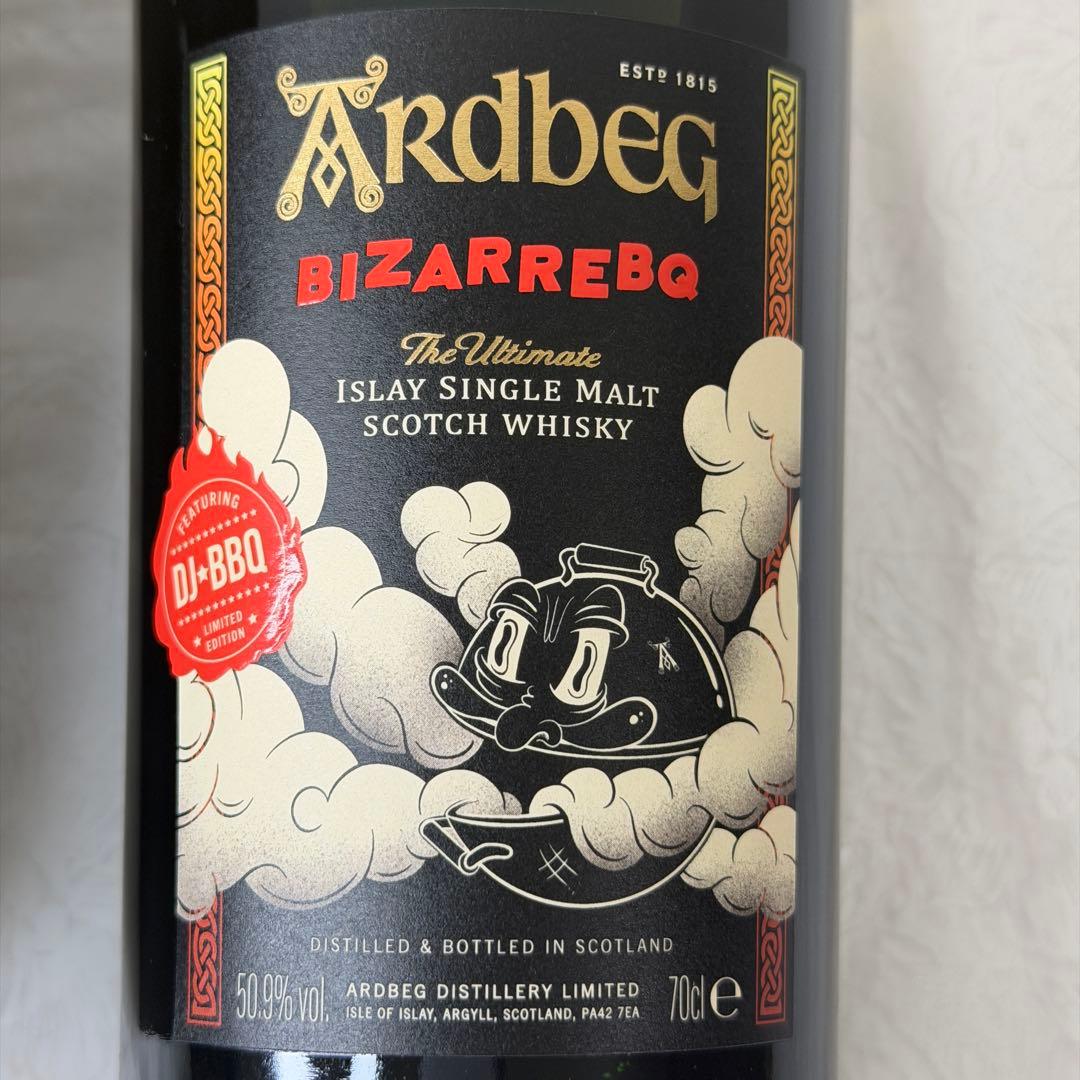 ESTD 1815
ARDBEG
BIZARREBQ
The Ultimate
ISLAY SINGLE MALT
SCOTCH WHISKY
FEATURING
DJ★BBQ
LIMITED
EDITION
A
DISTILLED & BOTTLED IN SCOTLAND
50.9% vol. ARDBEG DISTILLERY LIMITED 70cl e
ISLE OF ISLAY, ARGYLL, SCOTLAND, PA42 7EA